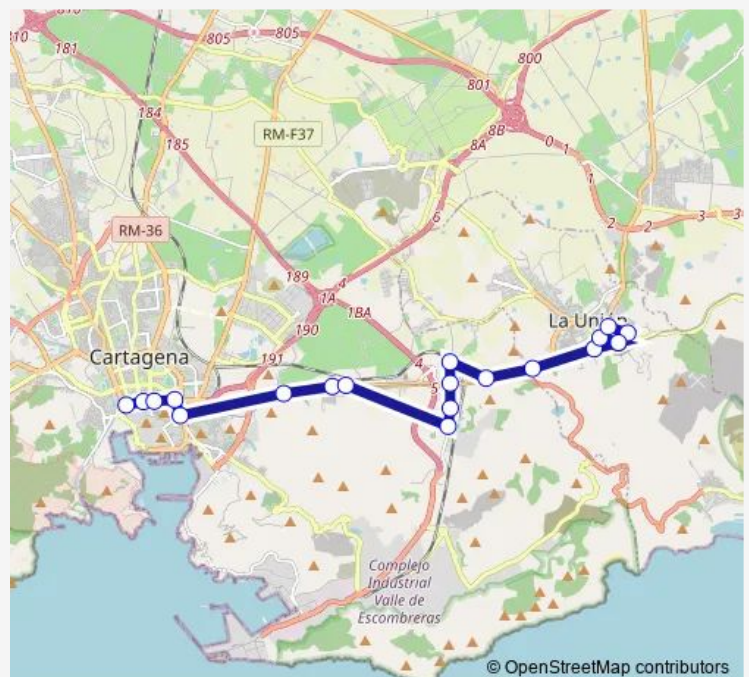 810
181
805
805
800
801
184
185
RM-F37
8B
8A
0
1
1
6
2
2
3
3
RM-36
189
4
1A
1BA
190
La Unión
191
4
Cartagena
5
Complejo
Industrial
Valle de
Escombreras
© OpenStreetMap contributors